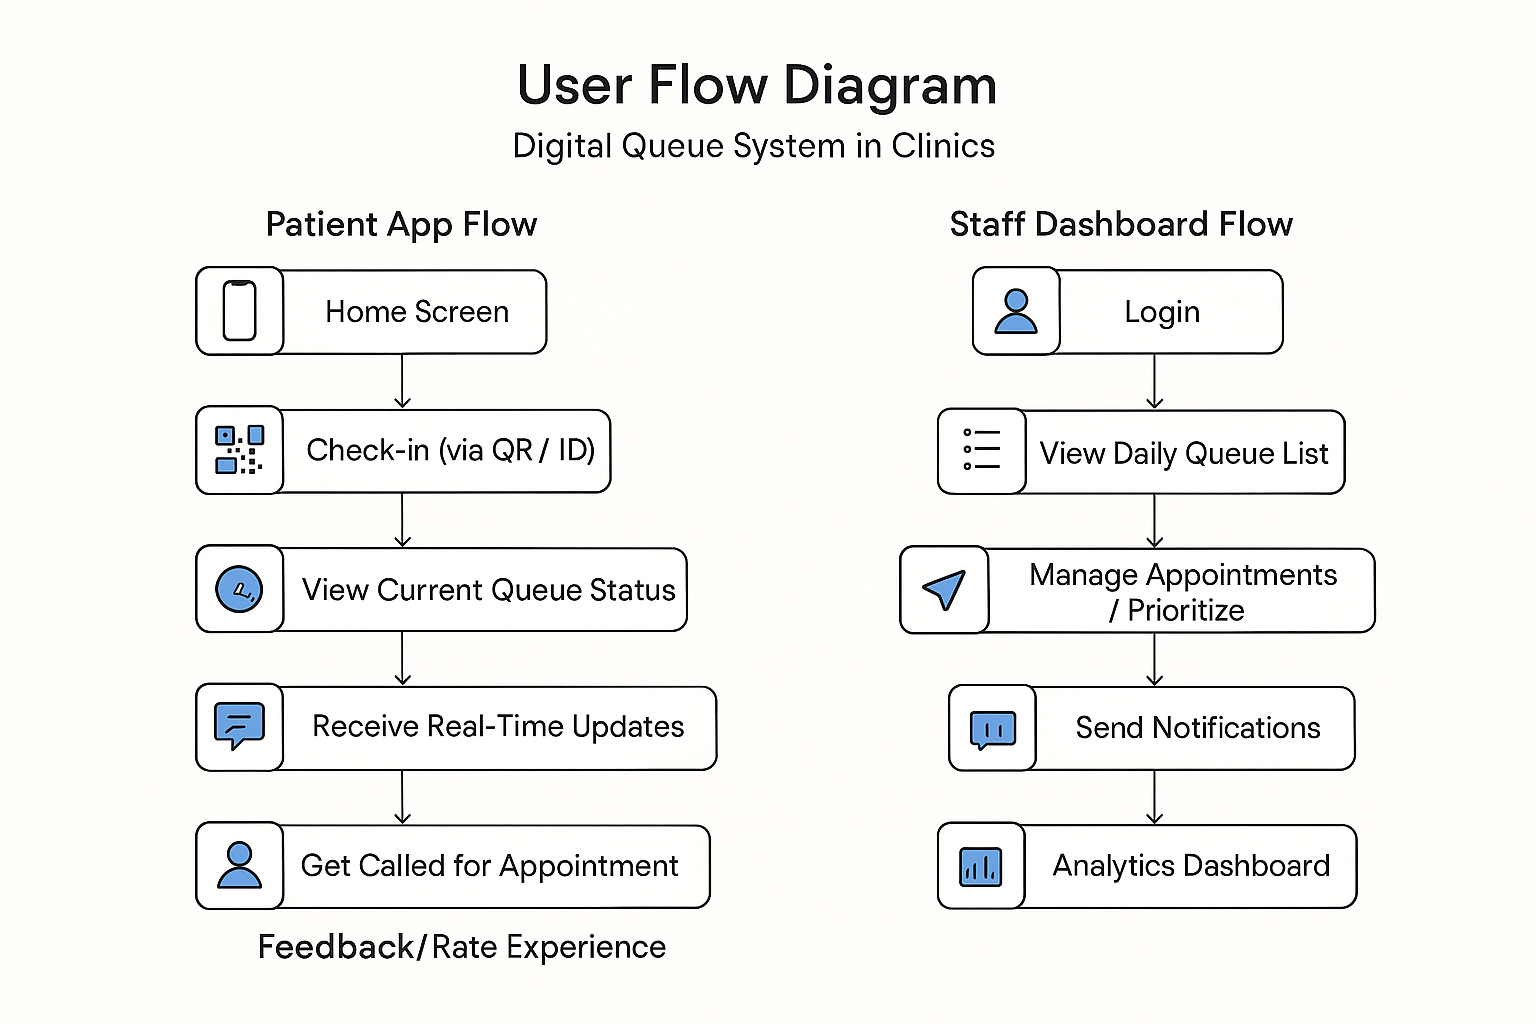 User Flow Diagram
Digital Queue System in Clinics
Patient App Flow
Home Screen
Check-in (via QR / ID)
View Current Queue Status
Receive Real-Time Updates
Get Called for Appointment
Feedback/Rate Experience
Staff Dashboard Flow
Login
View Daily Queue List
Manage Appointments
/ Prioritize
Send Notifications
Analytics Dashboard